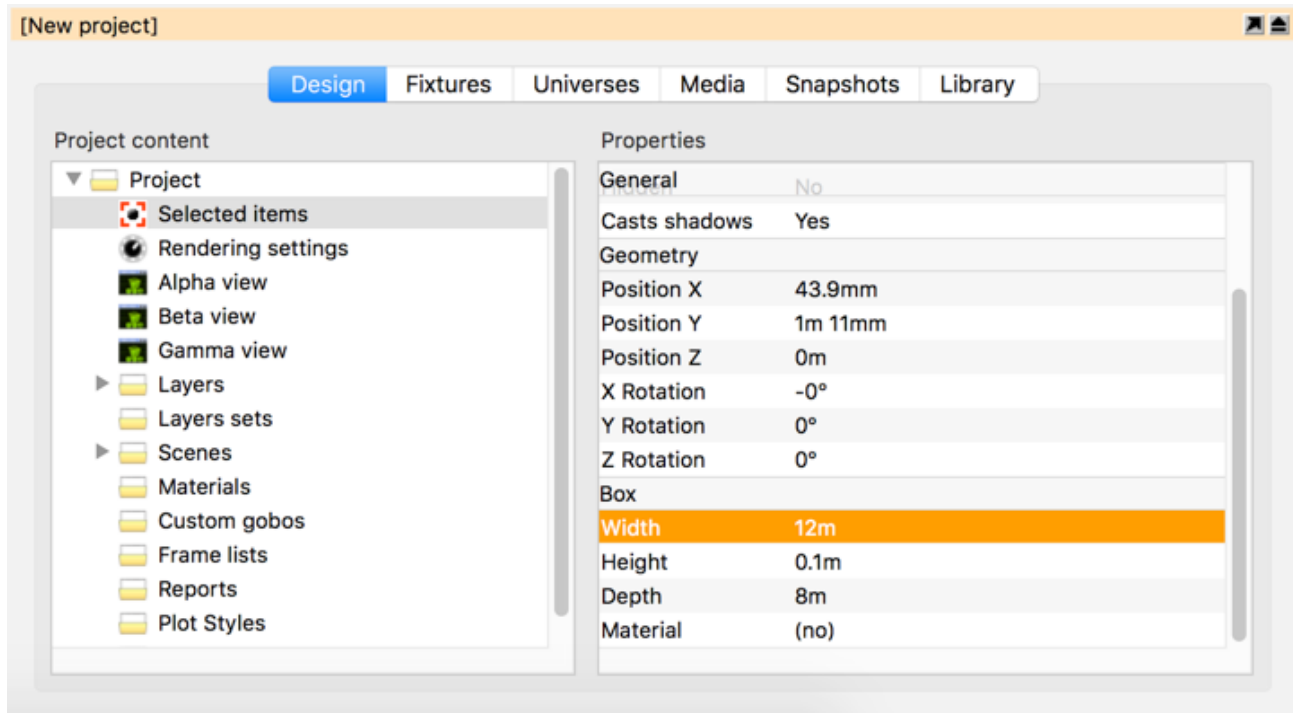 [New project]
Design Fixtures Universes Media Snapshots Library
Project content
Project
Selected items
Rendering settings
Alpha view
Beta view
Gamma view
Layers
Layers sets
Scenes
Materials
Custom gobos
Frame lists
Reports
Plot Styles
Properties
General
Hidden No
Casts shadows Yes
Geometry
Position X 43.9mm
Position Y 1m 11mm
Position Z 0m
X Rotation -0°
Y Rotation 0°
Z Rotation 0°
Box
Width 12m
Height 0.1m
Depth 8m
Material (no)